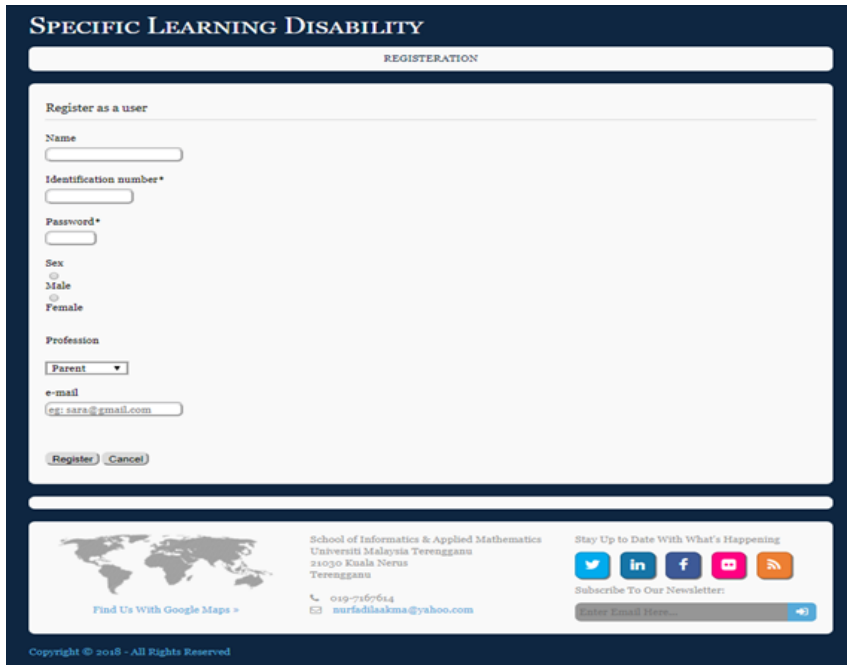 SPECIFIC LEARNING DISABILITY
REGISTERATION
Register as a user
Name
Identification number*
Password*
Sex
Male
Female
Profession
Parent
e-mail
eg: sara@gmail.com
Register Cancel
School of Informatics & Applied Mathematics
Universiti Malaysia Terengganu
21030 Kuala Nerus
Terengganu
019-7167614
nurfadilaakma@yahoo.com
Find Us With Google Maps »
Stay Up to Date With What's Happening
Subscribe To Our Newsletter:
Enter Email Here...
Copyright © 2018 - All Rights Reserved